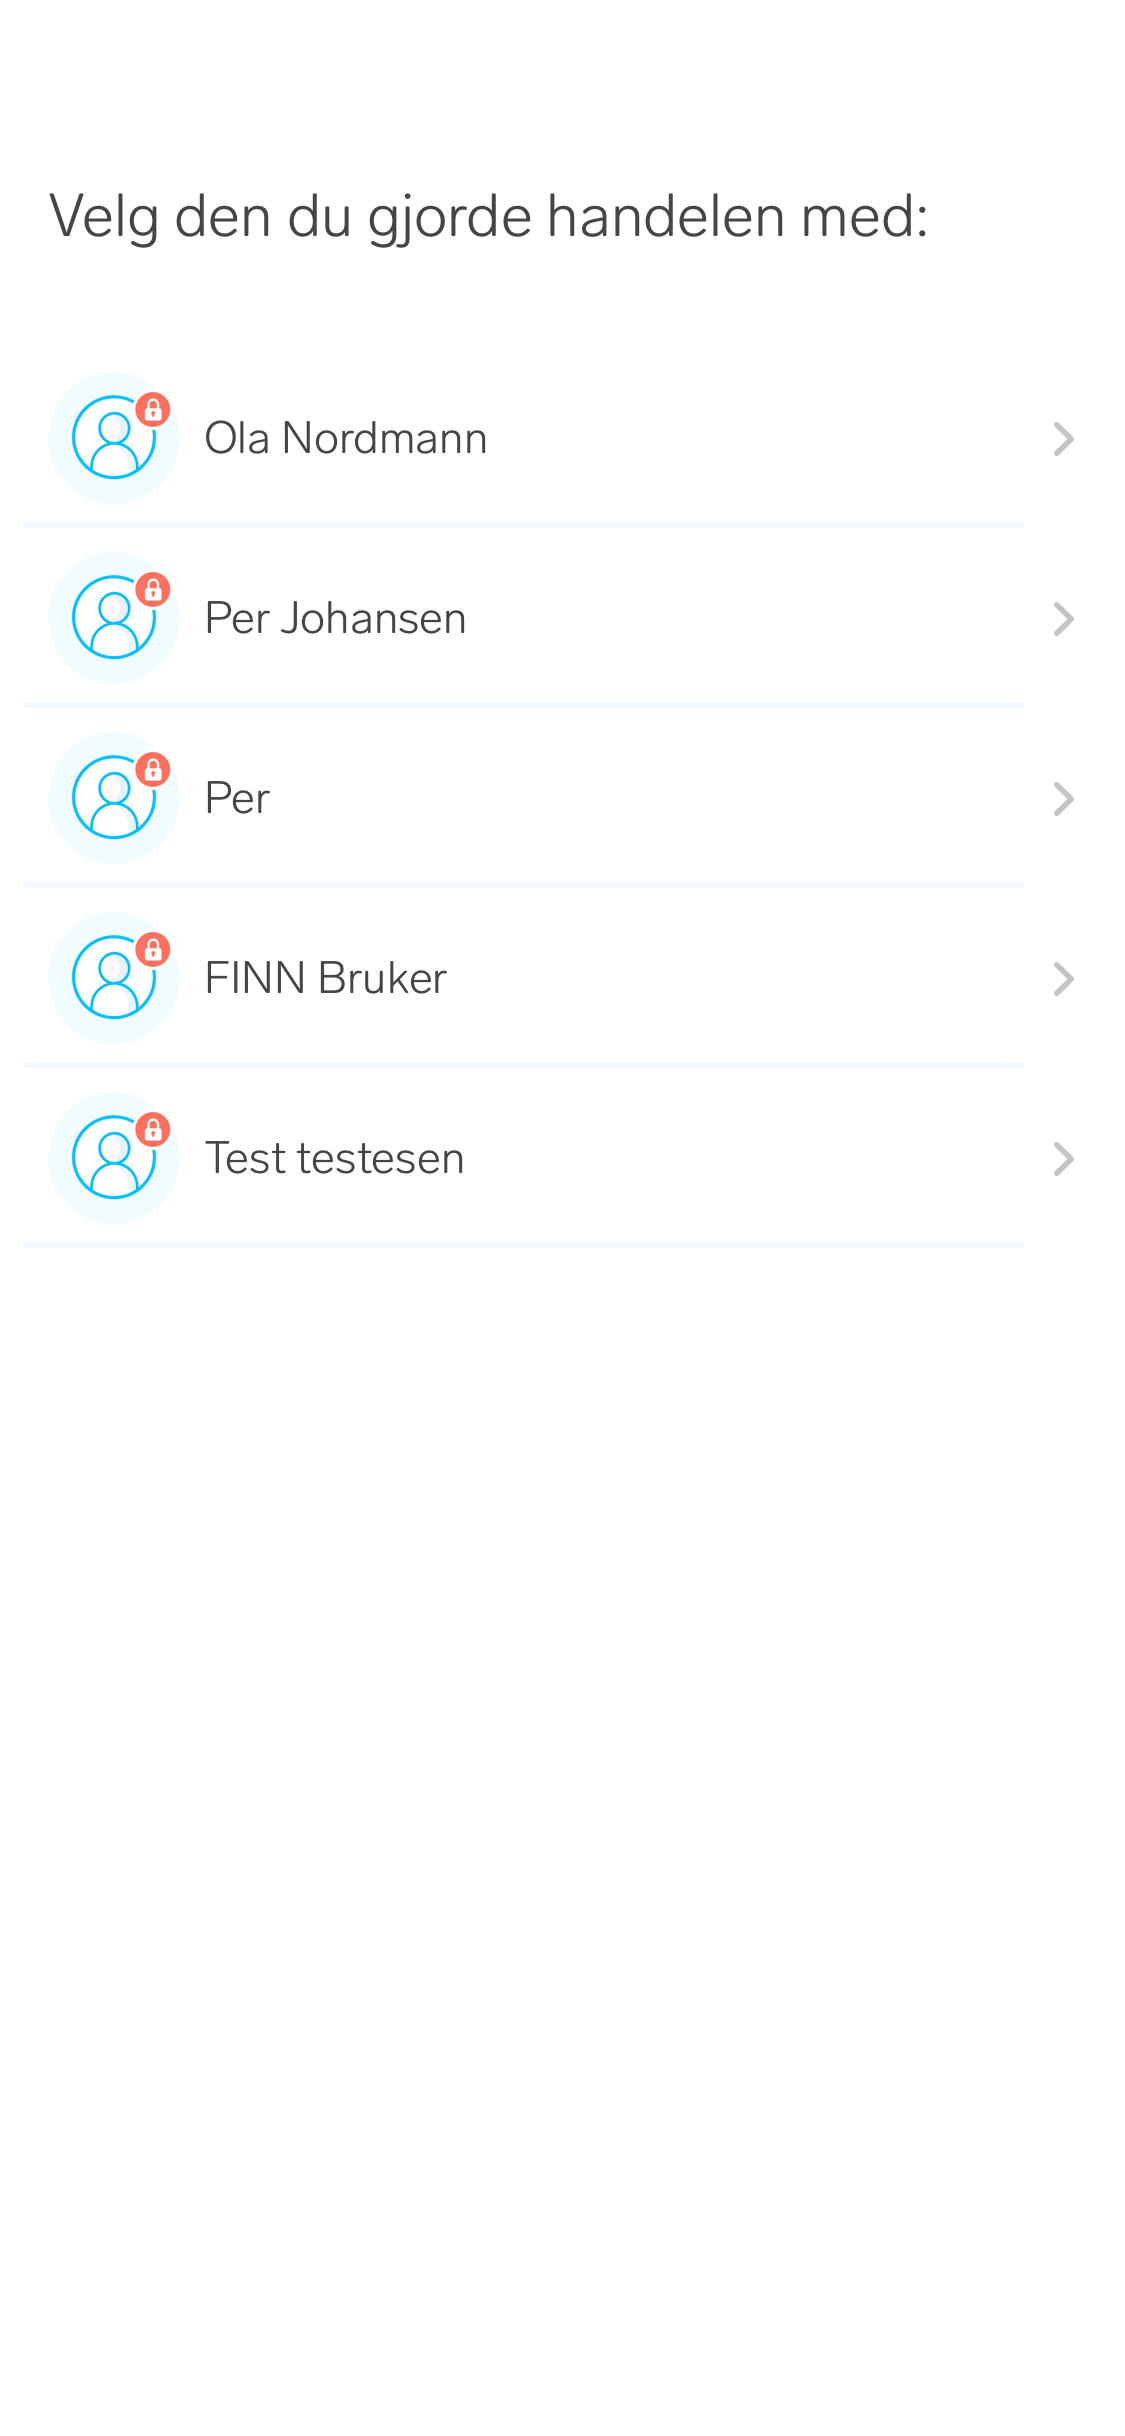 Velg den du gjorde handelen med:
Ola Nordmann
Per Johansen
Per
FINN Bruker
Test testesen